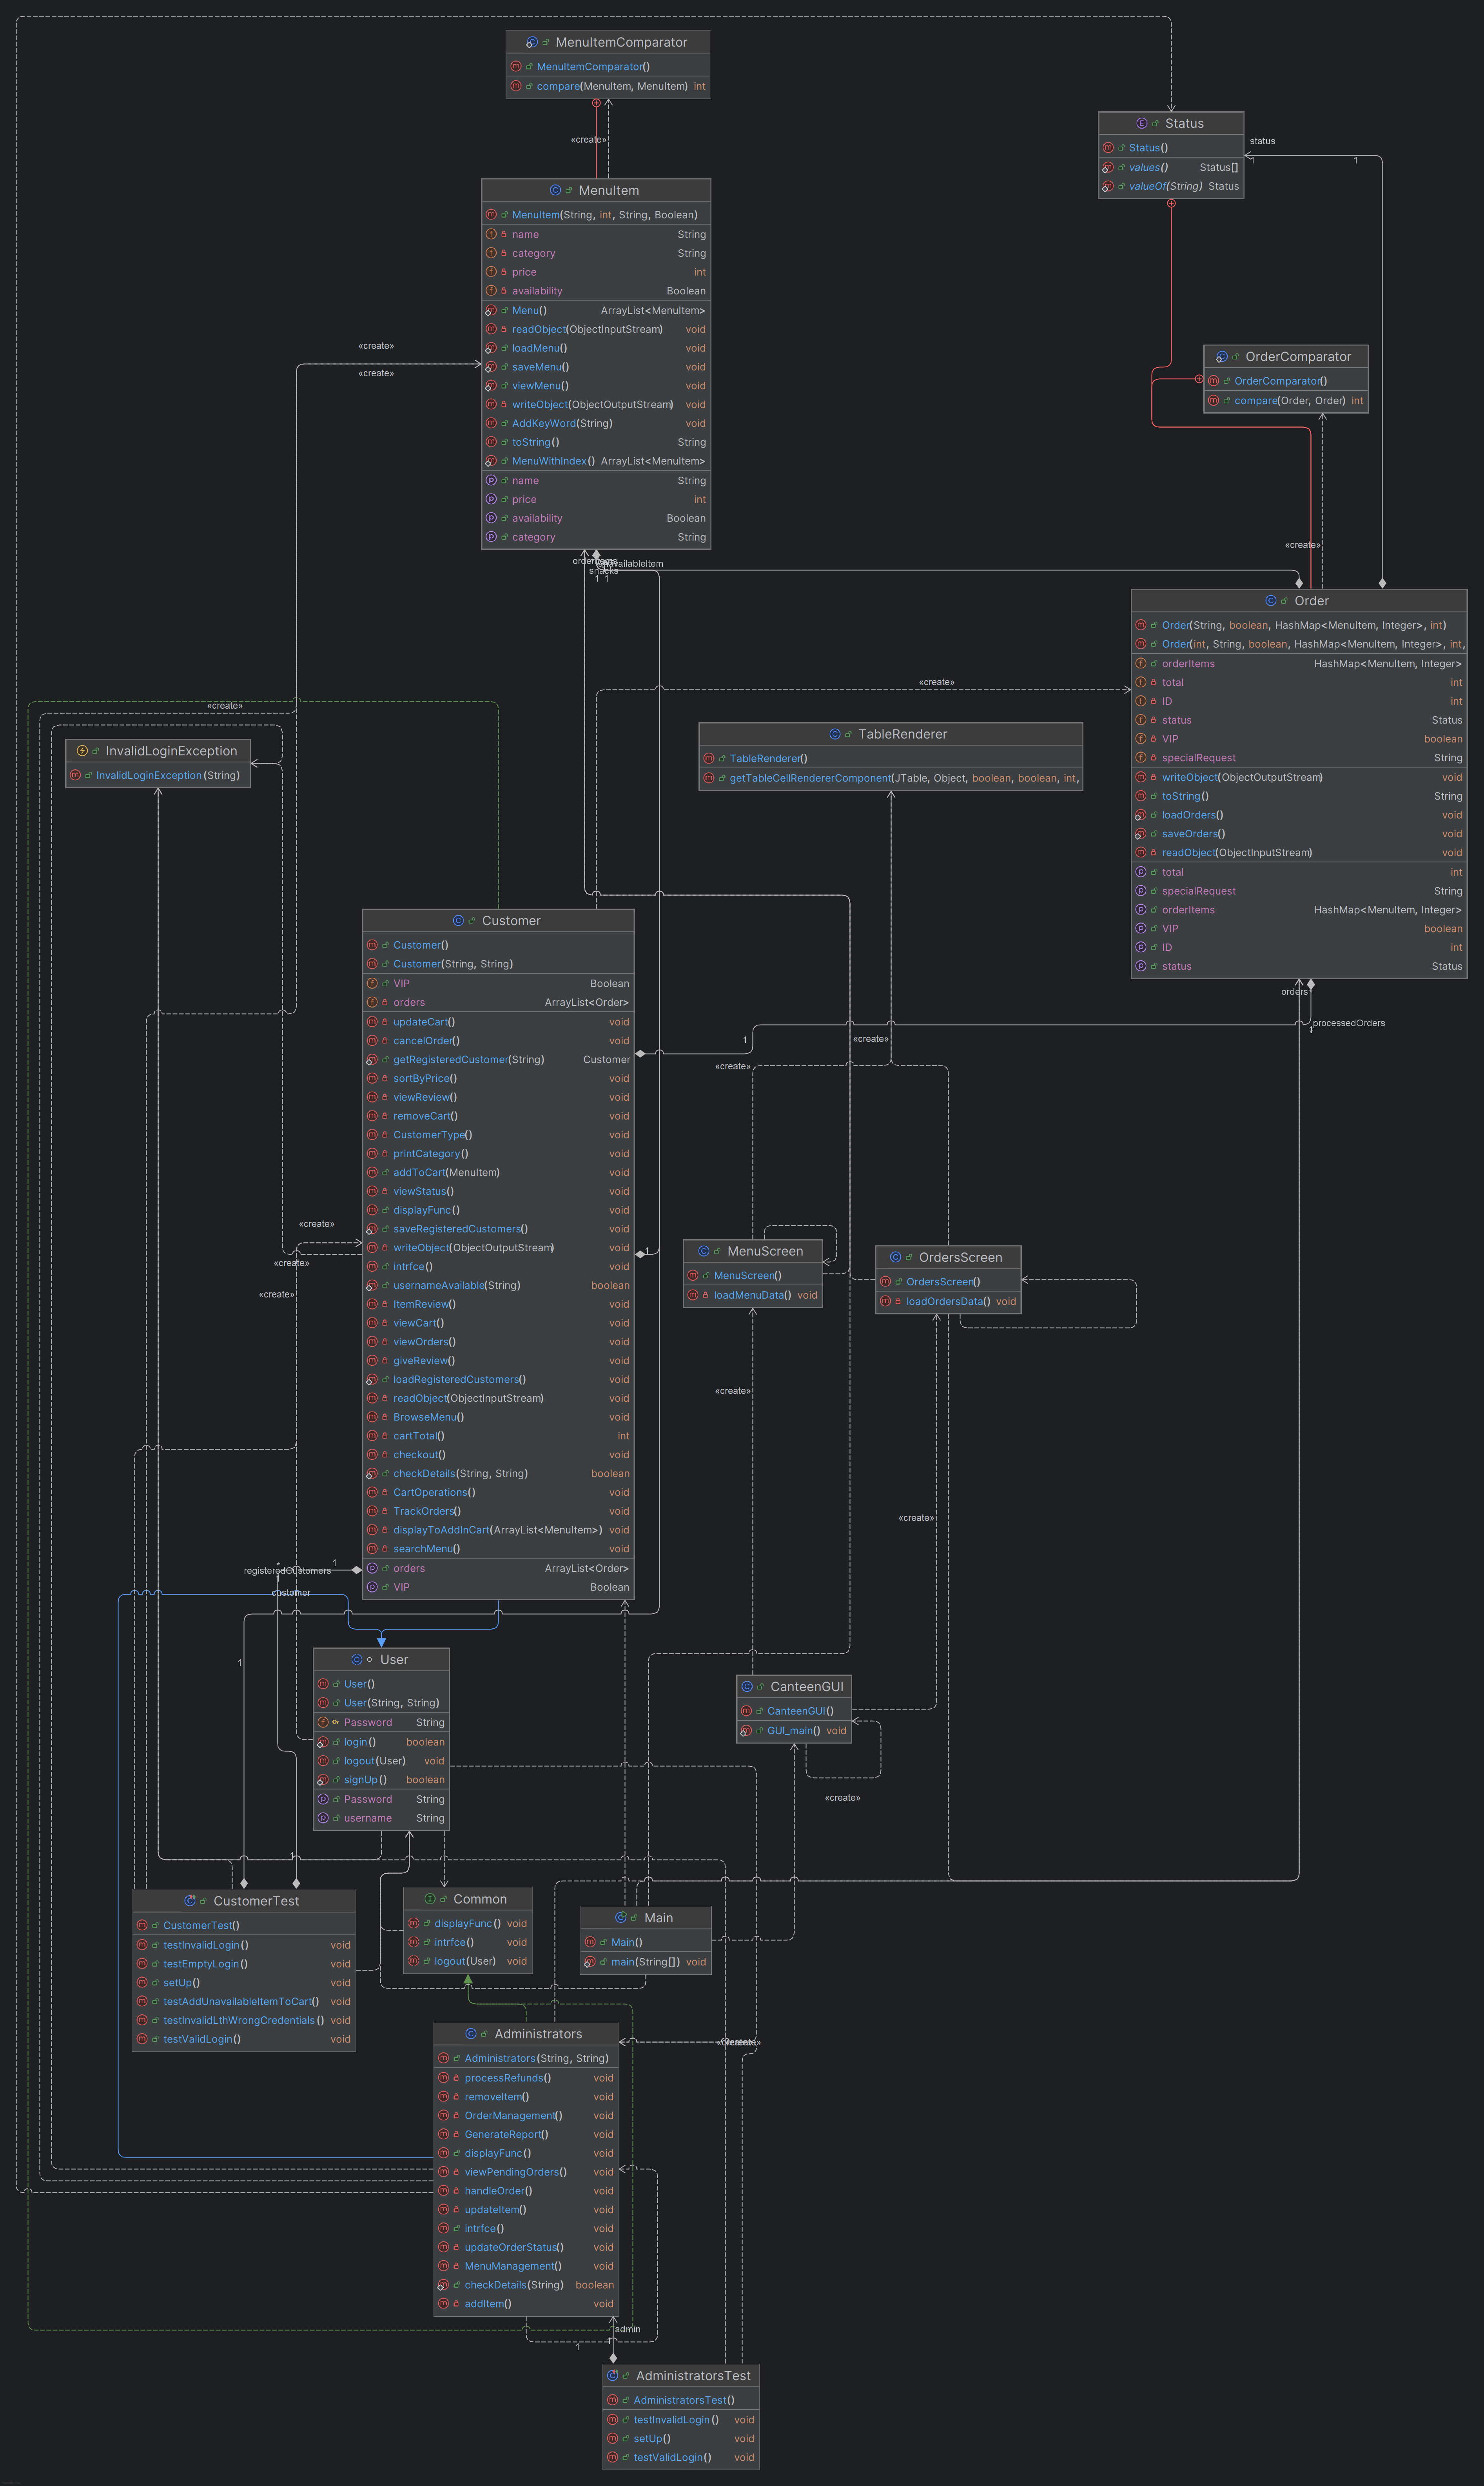 MenuItemComparator
MenuItemComparator()
compare(MenuItem, MenuItem) int
«create»
Status
Status()
values() Status[]
valueOf(String) Status
status
1
1
MenuItem
MenuItem(String, int, String, Boolean)
name String
category String
price int
availability Boolean
Menu() ArrayList<MenuItem>
readObject(ObjectInputStream) void
loadMenu() void
saveMenu() void
viewMenu() void
writeObject(ObjectOutputStream) void
AddKeyWord(String) void
toString() String
MenuWithIndex() ArrayList<MenuItem>
name String
price int
availability Boolean
category String
«create»
«create»
OrderComparator
OrderComparator()
compare(Order, Order) int
«create»
snacks
1
1
Order
Order(String, boolean, HashMap<MenuItem, Integer>, int)
Order(int, String, boolean, HashMap<MenuItem, Integer>, int,
orderItems HashMap<MenuItem, Integer>
total int
ID int
status Status
VIP boolean
specialRequest String
writeObject(ObjectOutputStream) void
toString() String
loadOrders() void
saveOrders() void
readObject(ObjectInputStream) void
total int
specialRequest String
orderItems HashMap<MenuItem, Integer>
VIP boolean
ID int
status Status
«create»
«create»
InvalidLoginException
InvalidLoginException(String)
TableRenderer
TableRenderer()
getTableCellRendererComponent(JTable, Object, boolean, boolean, int,
orders
processedOrders
1
«create»
«create»
Customer
Customer()
Customer(String, String)
VIP Boolean
orders ArrayList<Order>
updateCart() void
cancelOrder() void
getRegisteredCustomer(String) Customer
sortByPrice() void
viewReview() void
removeCart() void
CustomerType() void
printCategory() void
addToCart(MenuItem) void
viewStatus() void
displayFunc() void
saveRegisteredCustomers() void
writeObject(ObjectOutputStream) void
intrfce() void
usernameAvailable(String) boolean
ItemReview() void
viewCart() void
viewOrders() void
giveReview() void
loadRegisteredCustomers() void
readObject(ObjectInputStream) void
BrowseMenu() void
cartTotal() int
checkout() void
checkDetails(String, String) boolean
CartOperations() void
TrackOrders() void
displayToAddInCart(ArrayList<MenuItem>) void
searchMenu() void
orders ArrayList<Order>
VIP Boolean
1
1
«create»
«create»
«create»
MenuScreen
MenuScreen()
loadMenuData() void
OrdersScreen
OrdersScreen()
loadOrdersData() void
«create»
«create»
*
1
registeredCustomers
customer
1
User
User()
User(String, String)
Password String
login() boolean
logout(User) void
signUp() boolean
Password String
username String
CanteenGUI
CanteenGUI()
GUI_main() void
«create»
1
CustomerTest
CustomerTest()
testInvalidLogin() void
testEmptyLogin() void
setUp() void
testAddUnavailableItemToCart() void
testInvalidLthWrongCredentials() void
testValidLogin() void
Common
displayFunc() void
intrfce() void
logout(User) void
Main
Main()
main(String[]) void
Administrators
Administrators(String, String)
processRefunds() void
removeItem() void
OrderManagement() void
GenerateReport() void
displayFunc() void
viewPendingOrders() void
handleOrder() void
updateItem() void
intrfce() void
updateOrderStatus() void
MenuManagement() void
checkDetails(String) boolean
addItem() void
admin
1
1
AdministratorsTest
AdministratorsTest()
testInvalidLogin() void
setUp() void
testValidLogin() void